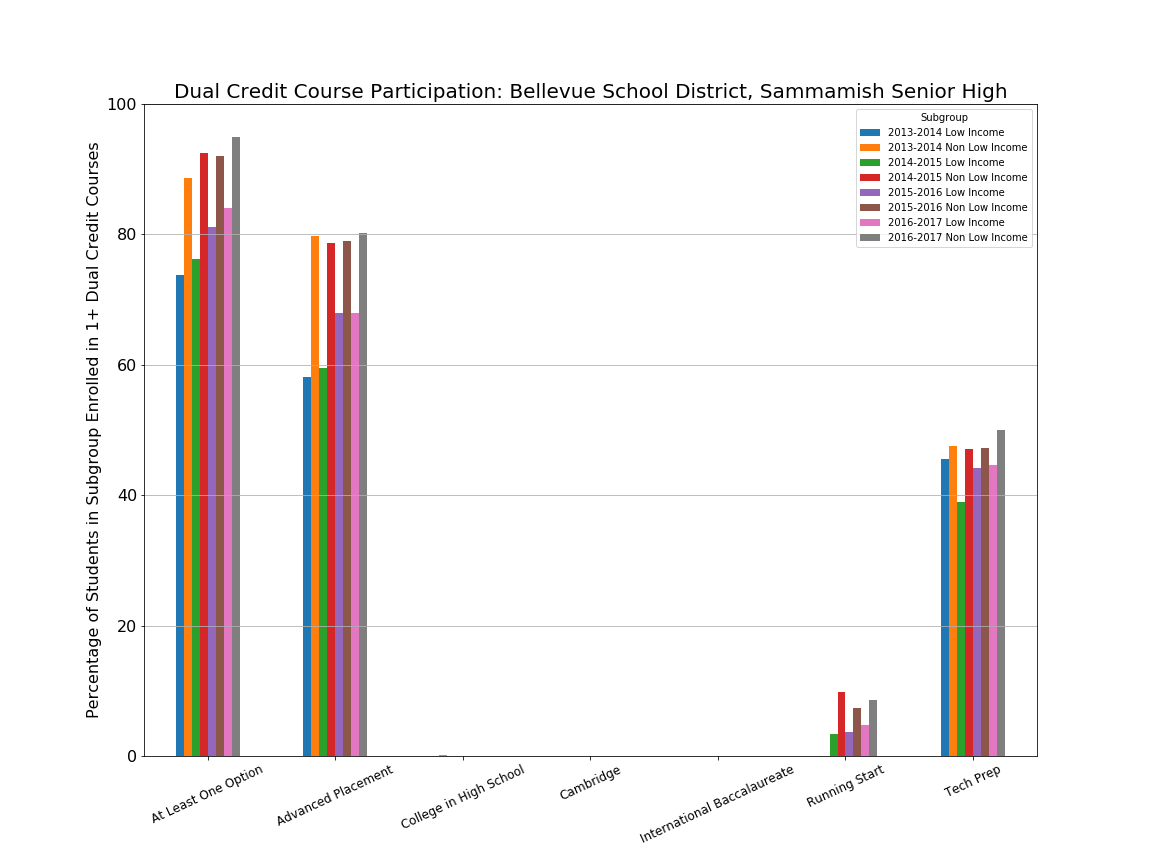 Dual Credit Course Participation: Bellevue School District, Sammamish Senior High
Percentage of Students in Subgroup Enrolled in 1+ Dual Credit Courses
100
80
60
40
20
0
Subgroup
2013-2014 Low Income
2013-2014 Non Low Income
2014-2015 Low Income
2014-2015 Non Low Income
2015-2016 Low Income
2015-2016 Non Low Income
2016-2017 Low Income
2016-2017 Non Low Income
At Least One Option
Advanced Placement
College in High School
Cambridge
International Baccalaureate
Running Start
Tech Prep